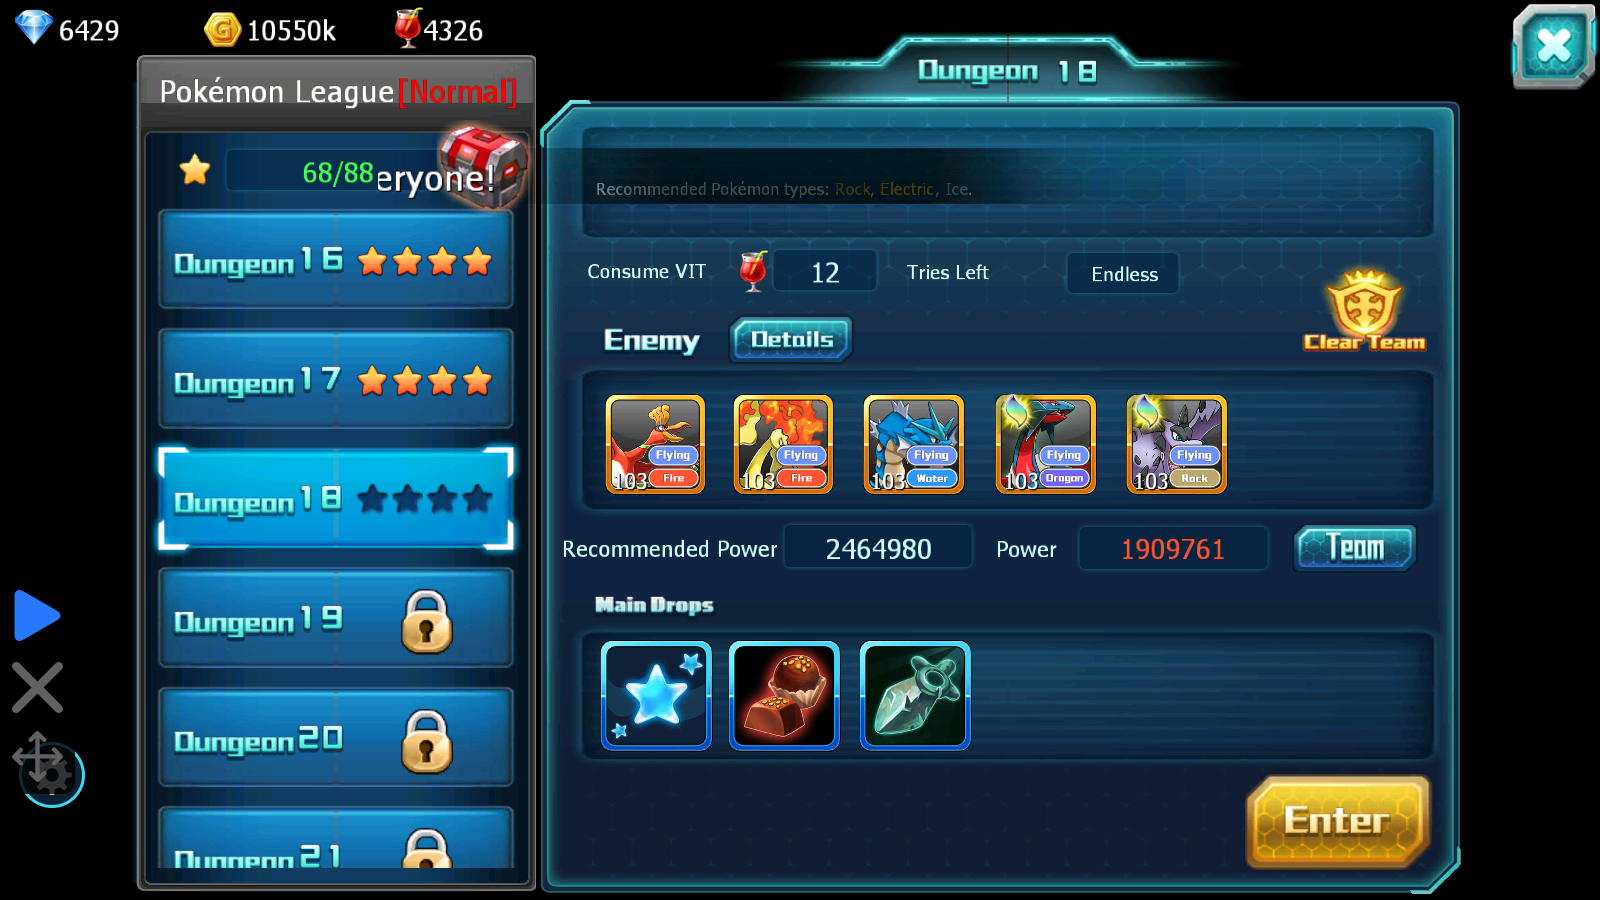 6429
10550k
4326
Pokémon League [Normal]
68/88
eryone!
Dungeon 16
Dungeon 17
Dungeon 18
Dungeon 19
Dungeon 20
Dungeon 21
Dungeon 18
Recommended Pokémon types: Rock, Electric, Ice.
Consume VIT 12 Tries Left Endless
Clear Team
Enemy Details
Flying Fire 103
Flying Fire 103
Flying Water 103
Flying Dragon 103
Flying Rock 103
Recommended Power 2464980 Power 1909761 Team
Main Drops
Enter